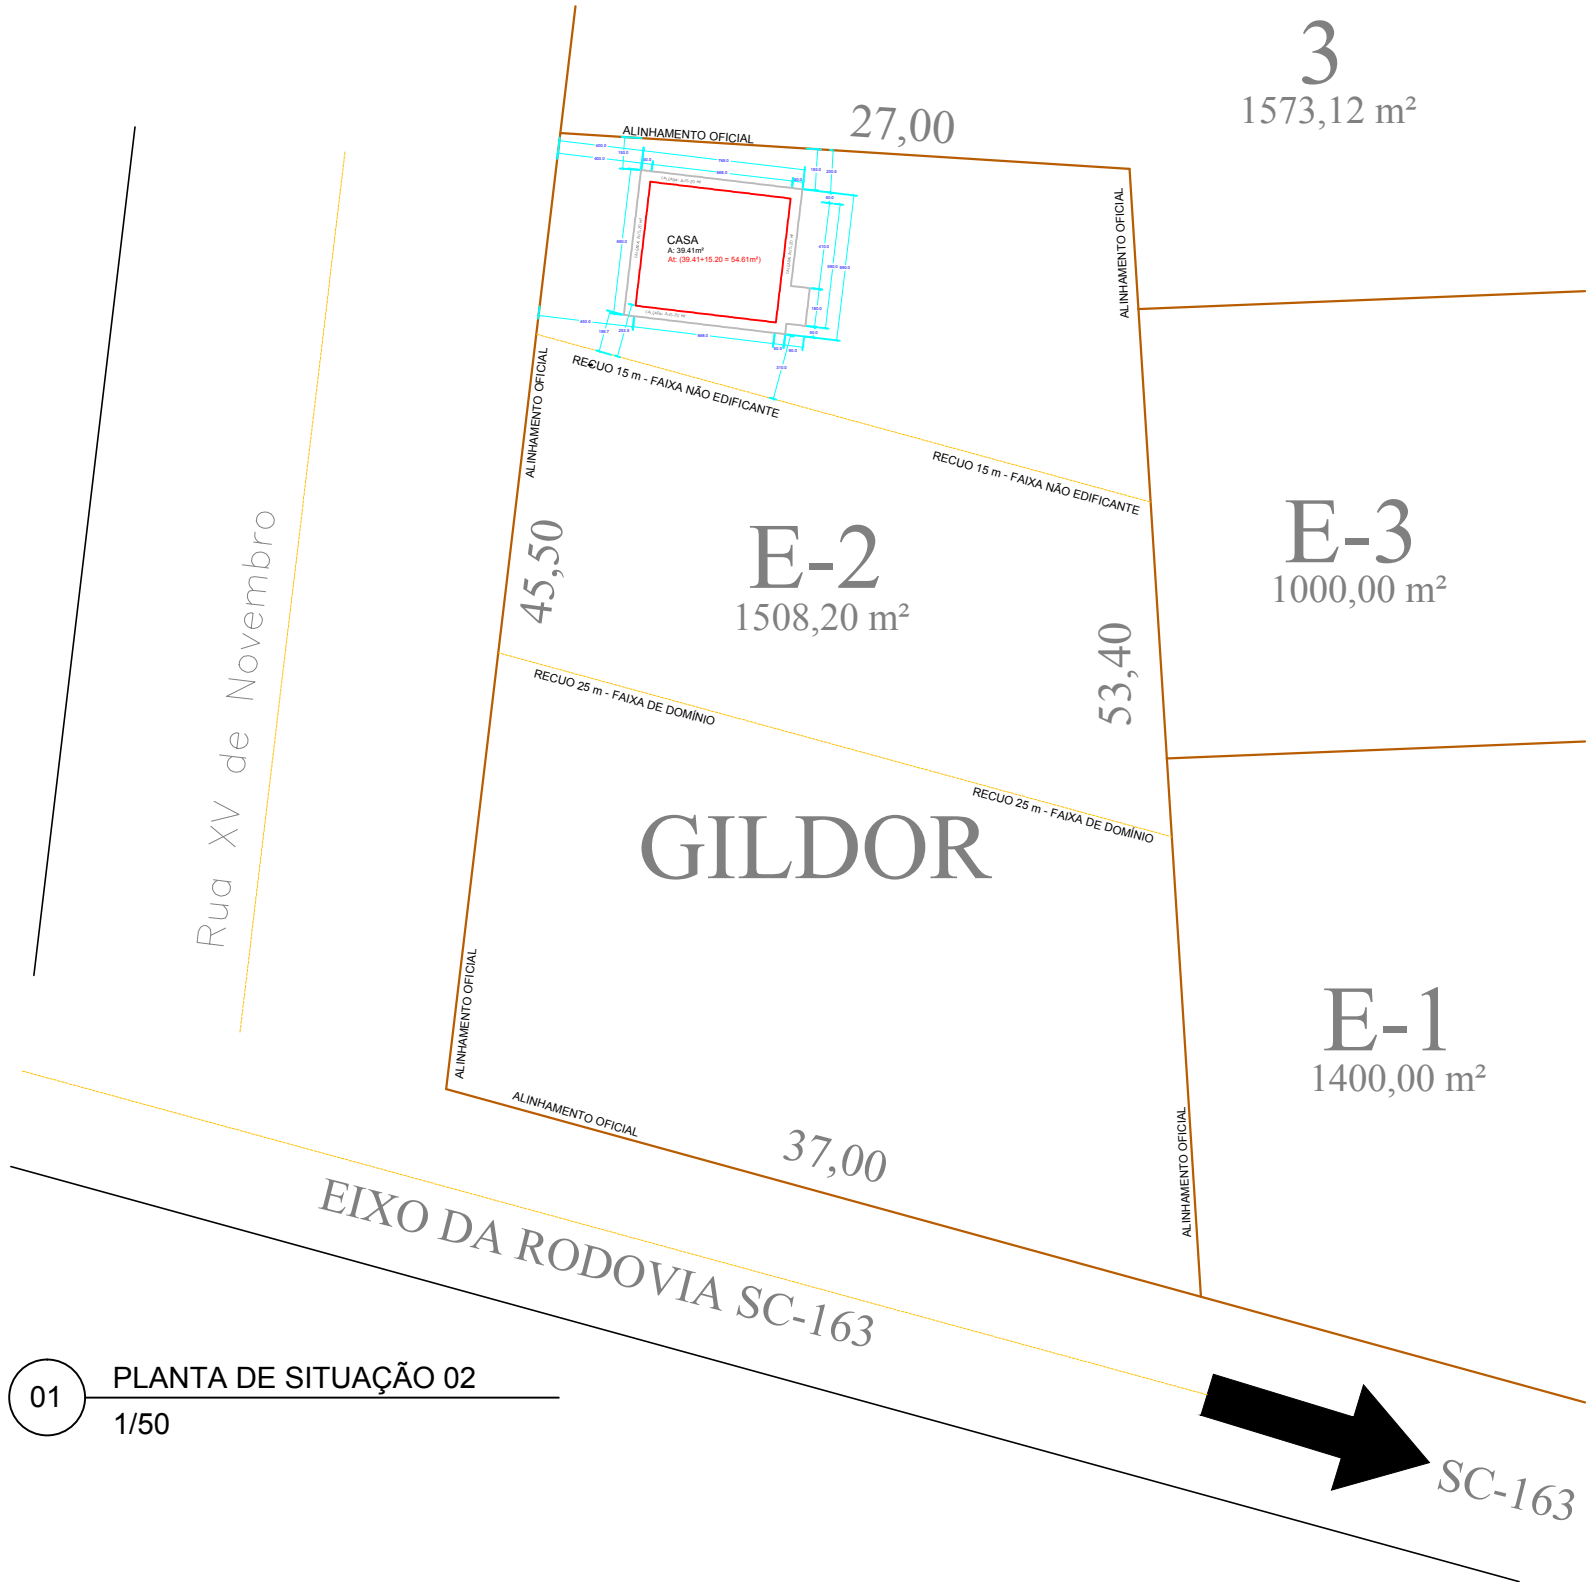 3
1573,12 m²
27,00
ALINHAMENTO OFICIAL
CASA
A: 39.41m²
At: (39.41+15.20 = 54.61m²)
ALINHAMENTO OFICIAL
ALINHAMENTO OFICIAL
RECUO 15 m - FAIXA NÃO EDIFICANTE
RECUO 15 m - FAIXA NÃO EDIFICANTE
45,50
E-2
1508,20 m²
E-3
1000,00 m²
53,40
Rua XV de Novembro
RECUO 25 m - FAIXA DE DOMÍNIO
RECUO 25 m - FAIXA DE DOMÍNIO
GILDOR
E-1
1400,00 m²
ALINHAMENTO OFICIAL
ALINHAMENTO OFICIAL
37,00
ALINHAMENTO OFICIAL
EIXO DA RODOVIA SC-163
01
PLANTA DE SITUAÇÃO 02
1/50
SC-163